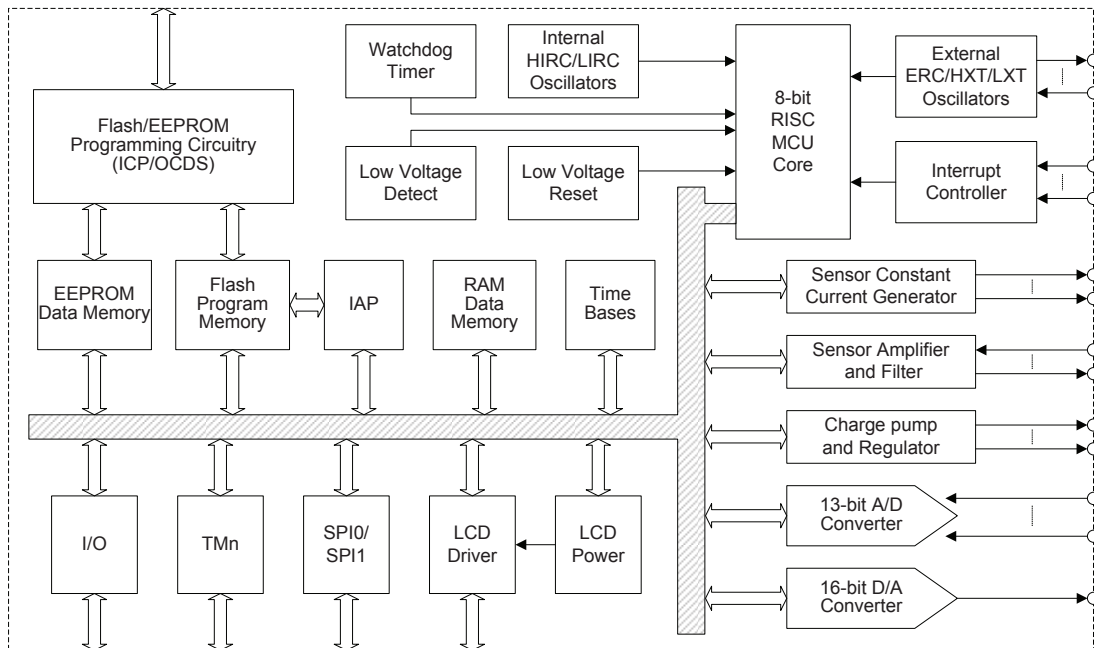 Watchdog
Timer
Internal
HIRC/LIRC
Oscillators
8-bit
RISC
MCU
Core
External
ERC/HXT/LXT
Oscillators
Flash/EEPROM
Programming Circuitry
(ICP/OCDS)
Low Voltage
Detect
Low Voltage
Reset
Interrupt
Controller
EEPROM
Data Memory
Flash
Program
Memory
IAP
RAM
Data
Memory
Time
Bases
Sensor Constant
Current Generator
Sensor Amplifier
and Filter
Charge pump
and Regulator
I/O
TMn
SPI0/
SPI1
LCD
Driver
LCD
Power
13-bit A/D
Converter
16-bit D/A
Converter